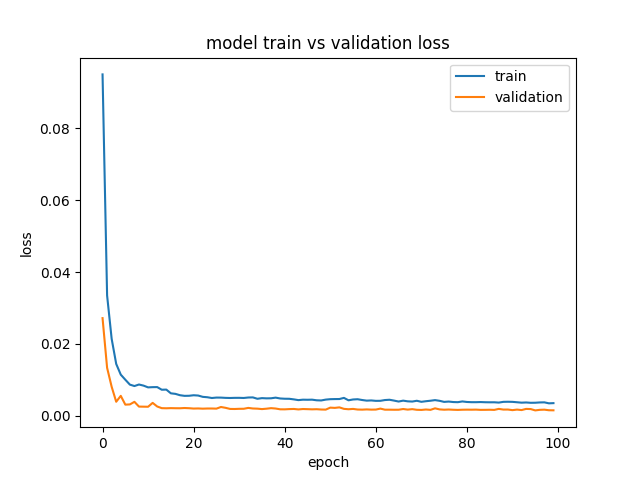 model train vs validation loss
train
validation
loss
0.08
0.06
0.04
0.02
0.00
0 20 40 60 80 100
epoch